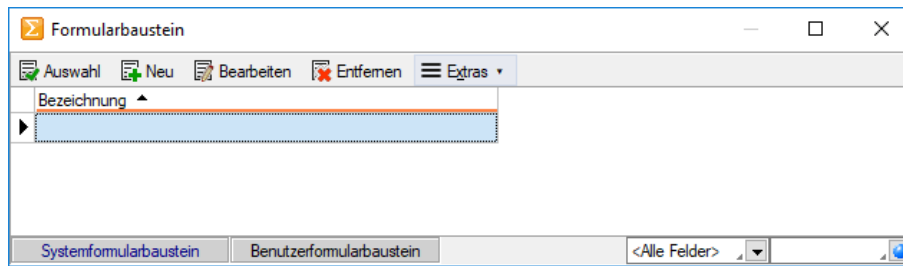 Formularbaustein
Auswahl Neu Bearbeiten Entfernen Extras
Bezeichnung
Systemformularbaustein Benutzerformularbaustein <Alle Felder>